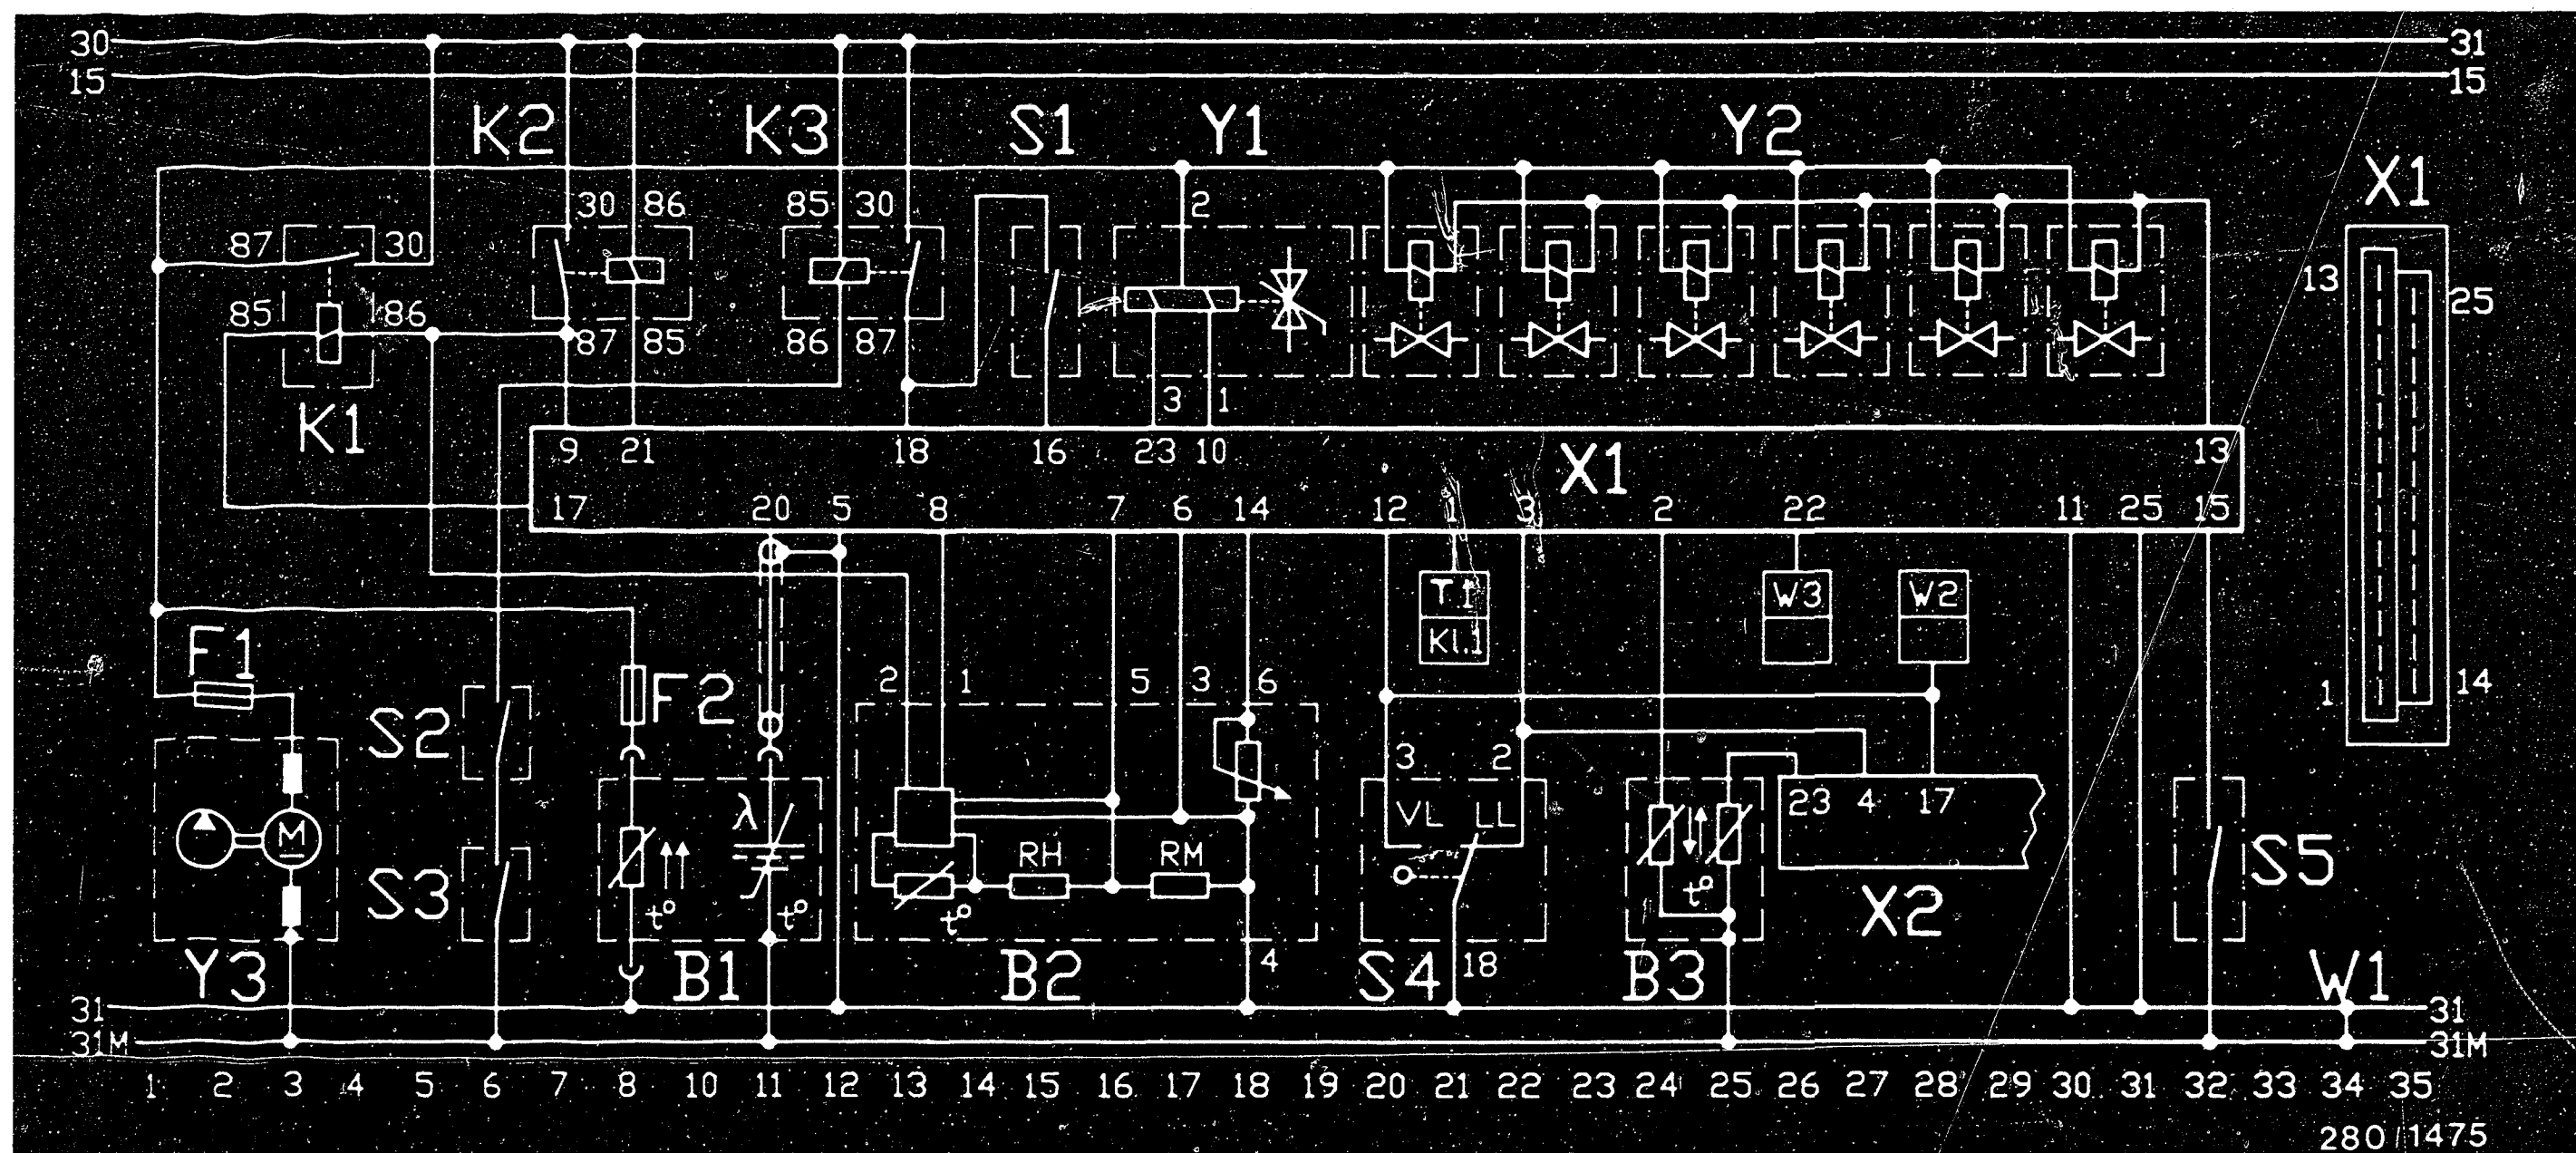 30 31
15 15
K2 K3 S1 Y1 Y2 X1
30 86 85 30 2
87 30
13 25
85 86 87 85 86 87
3 1
K1
9 21 18 16 23 10 X1 13
17 20 5 8 7 6 14 12 1 3 2 22 11 25 15
T1 W3 W2
F1 Kl.1
2 1 5 3 6 1 14
F2
S2
3 2
λ VL LL 23 4 17
M RH RM S5
S3 X2
t° t° t° t°
Y3 B1 B2 4 S4 18 B3 W1
31 31
31M 31M
1 2 3 4 5 6 7 8 10 11 12 13 14 15 16 17 18 19 20 21 22 23 24 25 26 27 28 29 30 31 32 33 34 35
280 1475